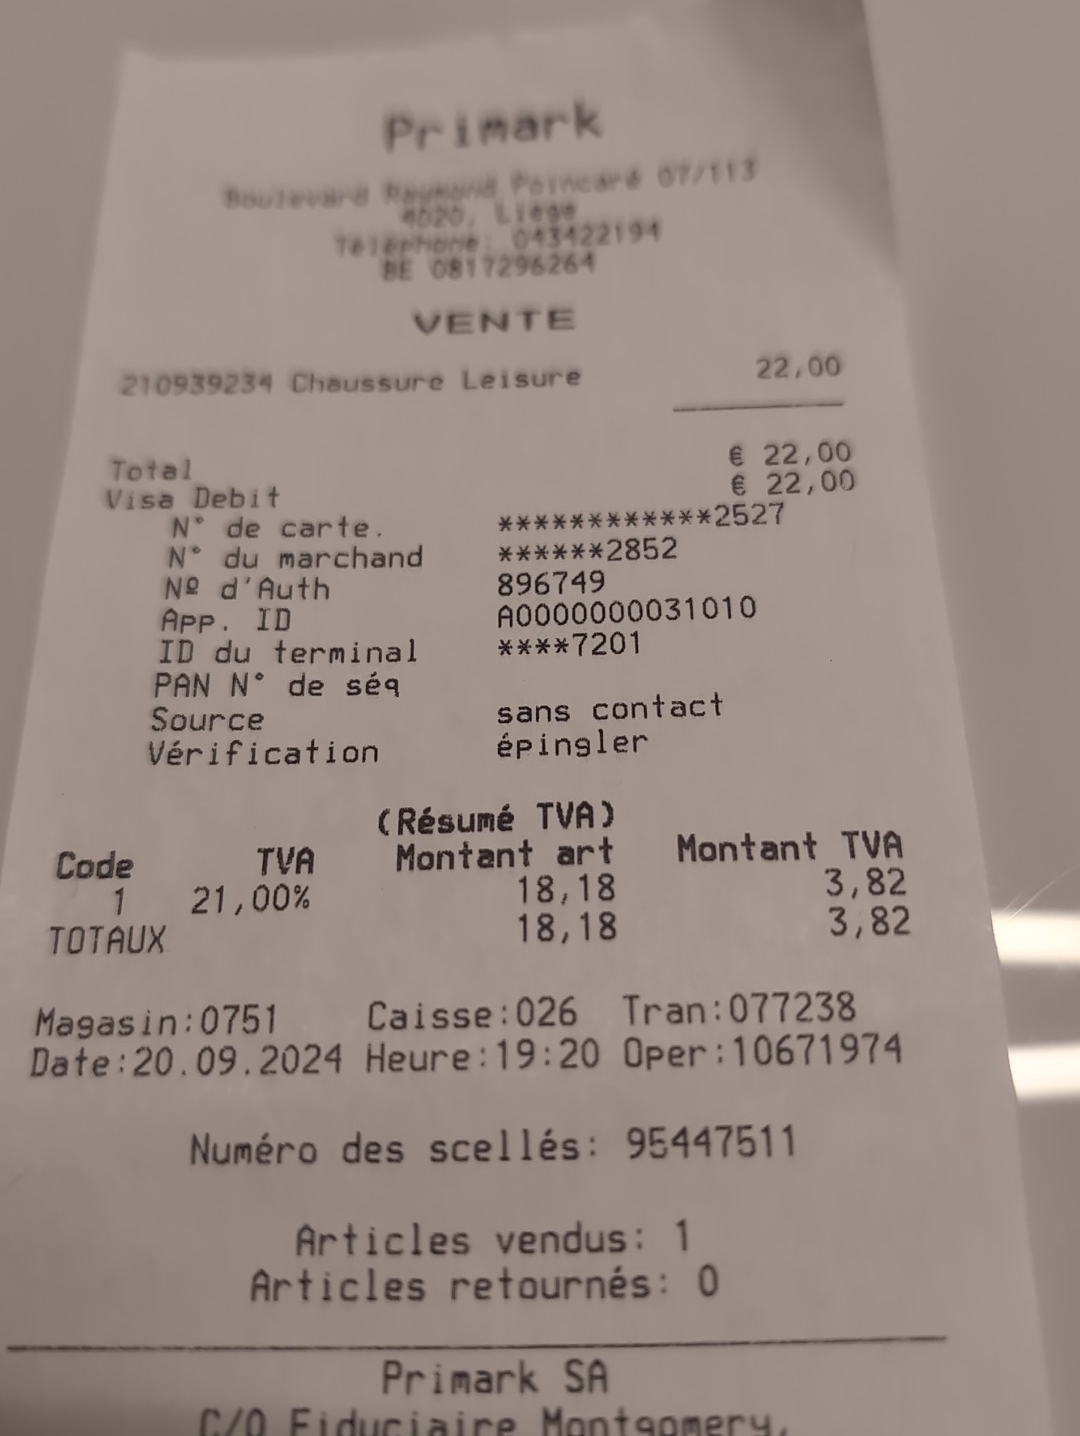 Primark
Boulevard Raymond Poincaré 07/113
4020, Liège
Téléphone: 043422194
BE 0817296264
VENTE
210939234 Chaussure Leisure 22,00
Total € 22,00
Visa Debit € 22,00
N° de carte. ************2527
N° du marchand ******2852
Nº d'Auth 896749
App. ID A0000000031010
ID du terminal ****7201
PAN N° de séq
Source sans contact
Vérification épingler
(Résumé TVA)
Code TVA Montant art Montant TVA
1 21,00% 18,18 3,82
TOTAUX 18,18 3,82
Magasin:0751 Caisse:026 Tran:077238
Date:20.09.2024 Heure:19:20 Oper:10671974
Numéro des scellés: 95447511
Articles vendus: 1
Articles retournés: 0
Primark SA
C/O Fiduciaire Montgomery,